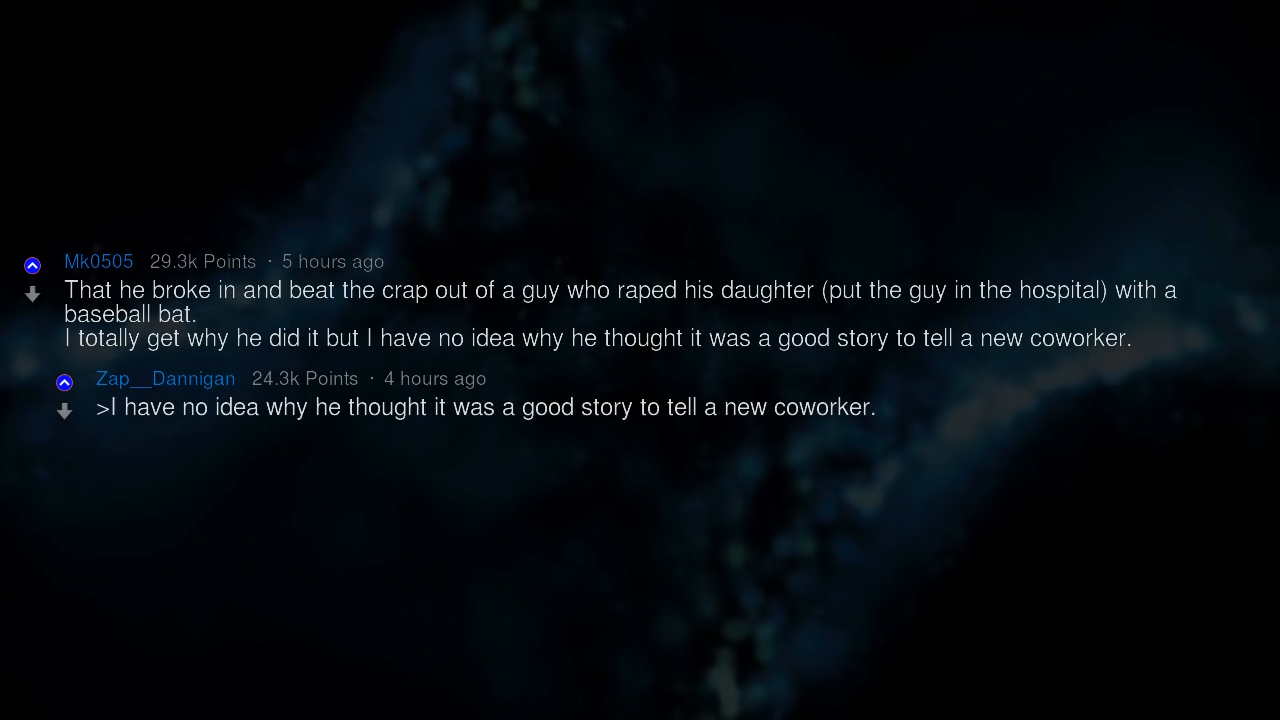 Mk0505 29.3k Points · 5 hours ago
That he broke in and beat the crap out of a guy who raped his daughter (put the guy in the hospital) with a
baseball bat.
I totally get why he did it but I have no idea why he thought it was a good story to tell a new coworker.
Zap__Dannigan 24.3k Points · 4 hours ago
>I have no idea why he thought it was a good story to tell a new coworker.